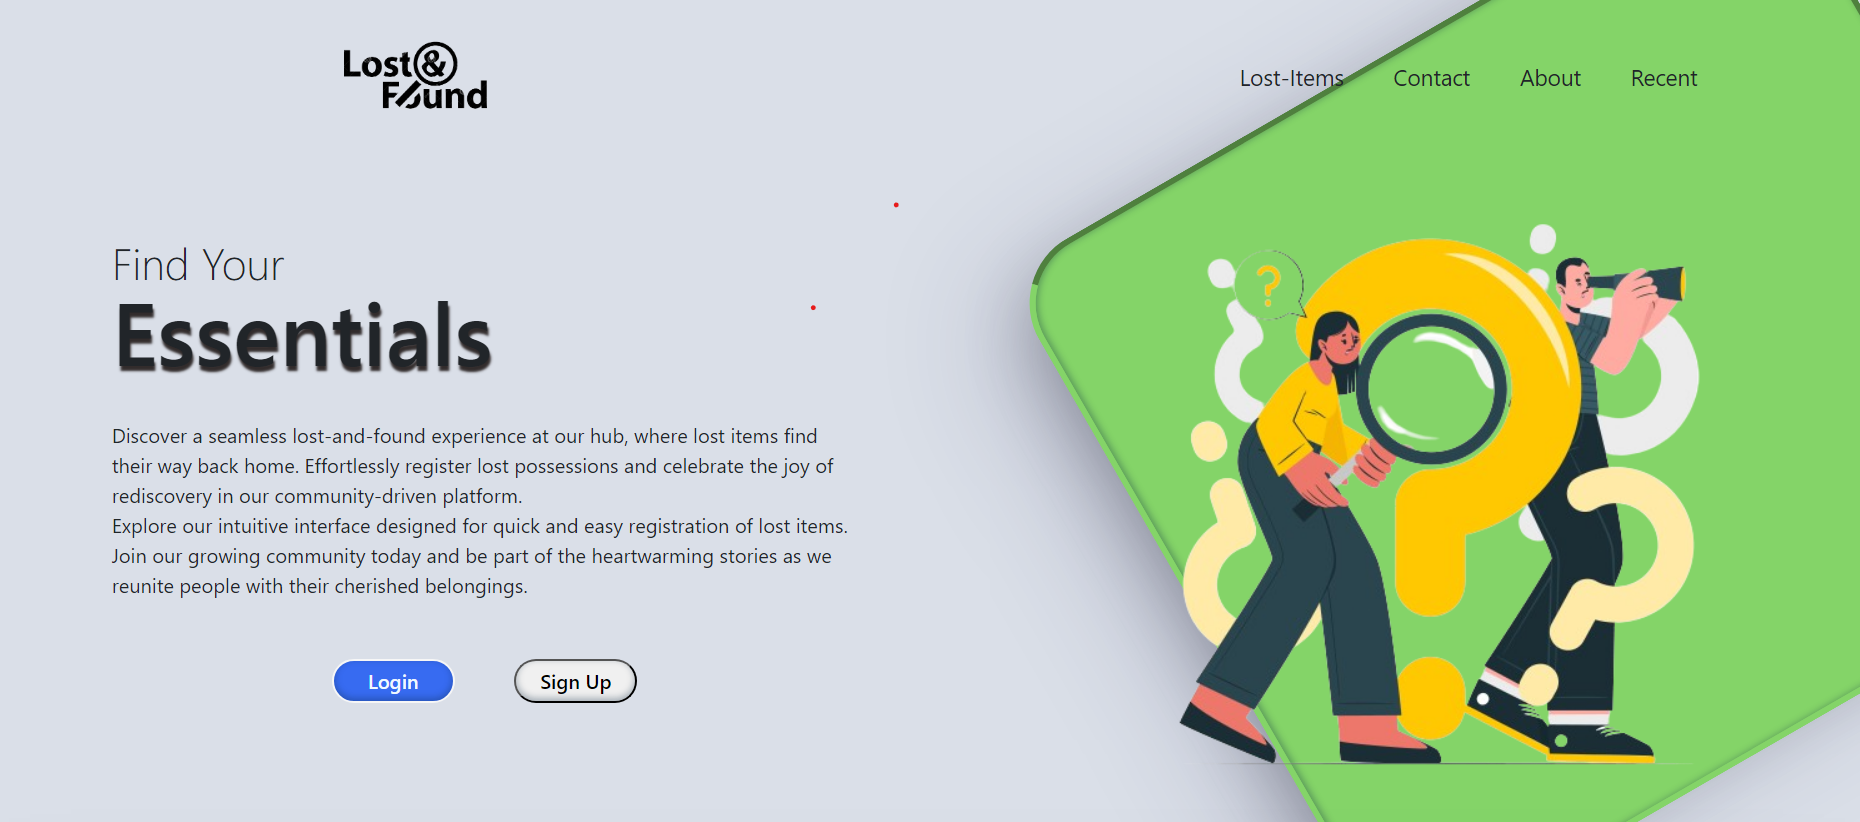 Lost&
Found
Lost-Items Contact About Recent
Find Your
Essentials
Discover a seamless lost-and-found experience at our hub, where lost items find
their way back home. Effortlessly register lost possessions and celebrate the joy of
rediscovery in our community-driven platform.
Explore our intuitive interface designed for quick and easy registration of lost items.
Join our growing community today and be part of the heartwarming stories as we
reunite people with their cherished belongings.
Login Sign Up
?
?